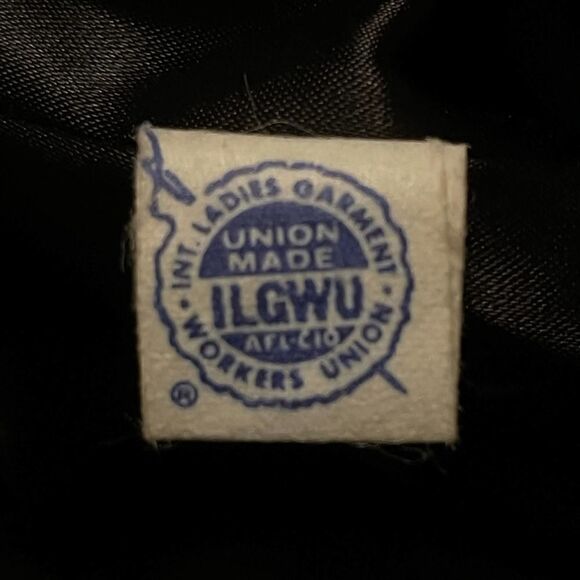 INT. LADIES GARMENT
UNION
MADE
ILGWU
AFL-CIO
• WORKERS UNION •
®